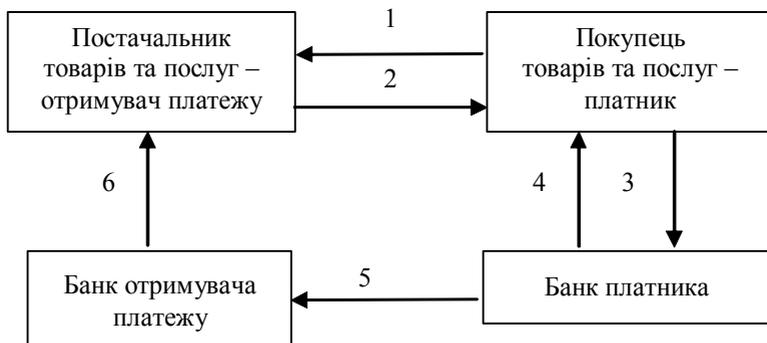 Постачальник
товарів та послуг –
отримувач платежу
1
2
Покупець
товарів та послуг –
платник
6
4
3
Банк отримувача
платежу
5
Банк платника